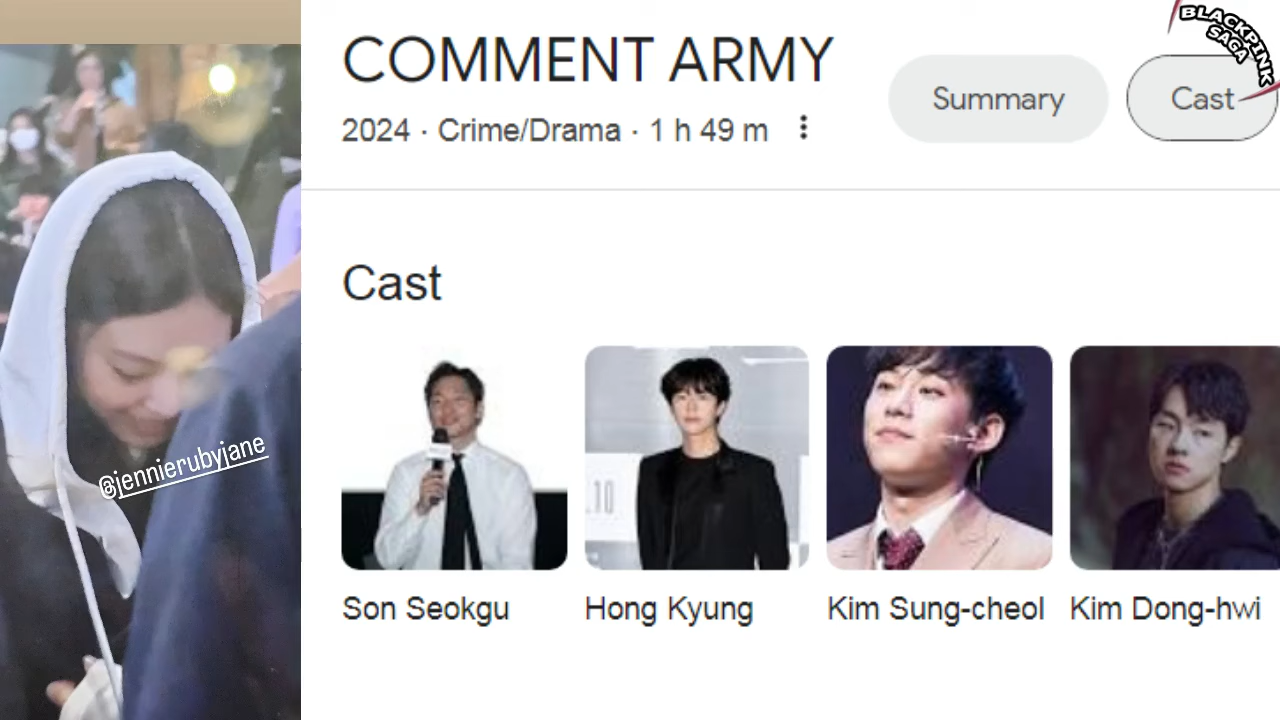 @jennierubyjane
COMMENT ARMY
2024 · Crime/Drama · 1 h 49 m
Summary
Cast
BLACKPINK
SAGA
Cast
.10
Son Seokgu
Hong Kyung
Kim Sung-cheol
Kim Dong-hwi